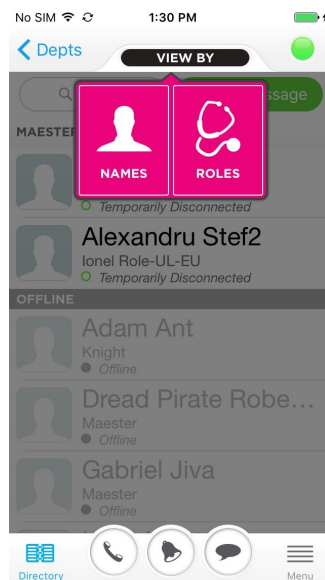 No SIM 1:30 PM
Depts
VIEW BY
ssage
NAMES ROLES
MAESTER
Temporarily Disconnected
Alexandru Stef2
Ionel Role-UL-EU
Temporarily Disconnected
OFFLINE
Adam Ant
Knight
Offline
Dread Pirate Robe...
Maester
Offline
Gabriel Jiva
Maester
Offline
Directory Menu